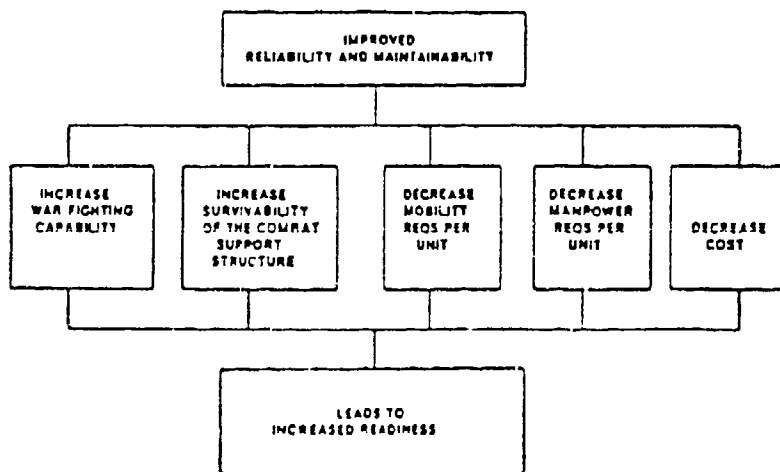 IMPROVED
RELIABILITY AND MAINTAINABILITY
INCREASE
WAR FIGHTING
CAPABILITY
INCREASE
SURVIVABILITY
OF THE COMBAT
SUPPORT
STRUCTURE
DECREASE
MOBILITY
REQS PER
UNIT
DECREASE
MANPOWER
REQS PER
UNIT
DECREASE
COST
LEADS TO
INCREASED READINESS